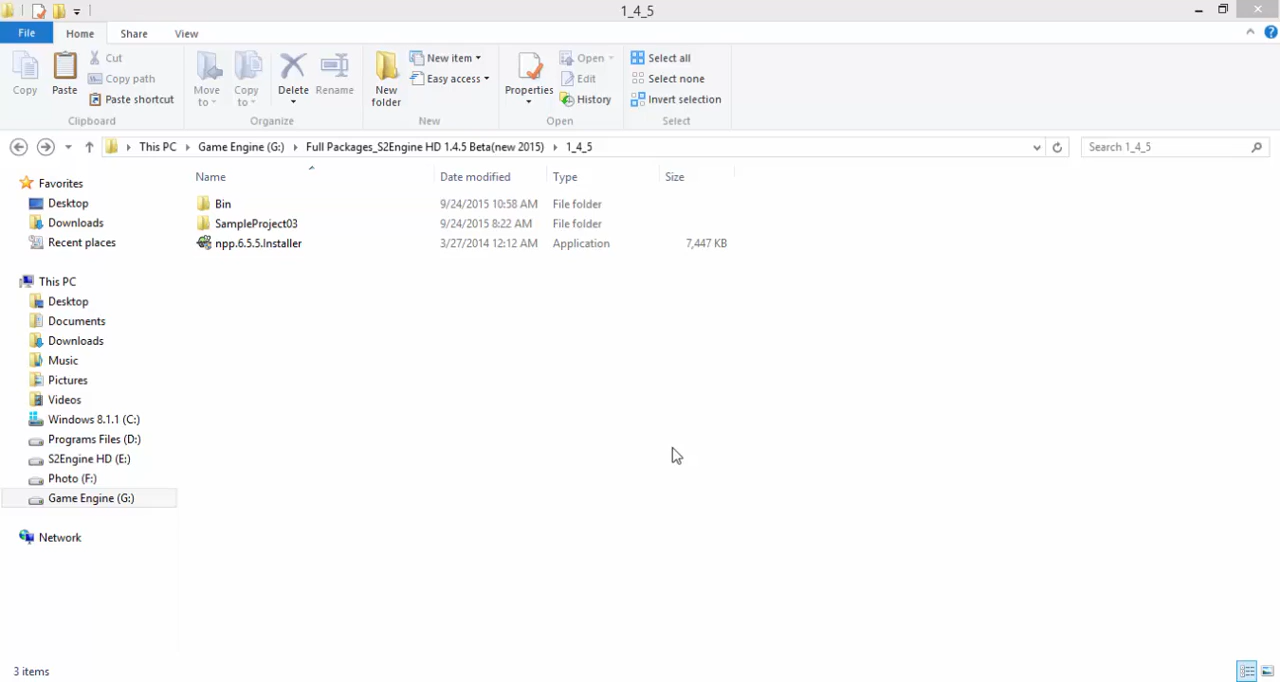 1_4_5
File Home Share View
Copy
Paste
Cut
Copy path
Paste shortcut
Clipboard
Move to
Copy to
Delete
Rename
Organize
New folder
New item
Easy access
New
Properties
Open
Edit
History
Open
Select all
Select none
Invert selection
Select
This PC Game Engine (G:) Full Packages_S2Engine HD 1.4.5 Beta(new 2015) 1_4_5
Search 1_4_5
Name Date modified Type Size
Bin 9/24/2015 10:58 AM File folder
SampleProject03 9/24/2015 8:22 AM File folder
npp.6.5.5.Installer 3/27/2014 12:12 AM Application 7,447 KB
Favorites
Desktop
Downloads
Recent places
This PC
Desktop
Documents
Downloads
Music
Pictures
Videos
Windows 8.1.1 (C:)
Programs Files (D:)
S2Engine HD (E:)
Photo (F:)
Game Engine (G:)
Network
3 items